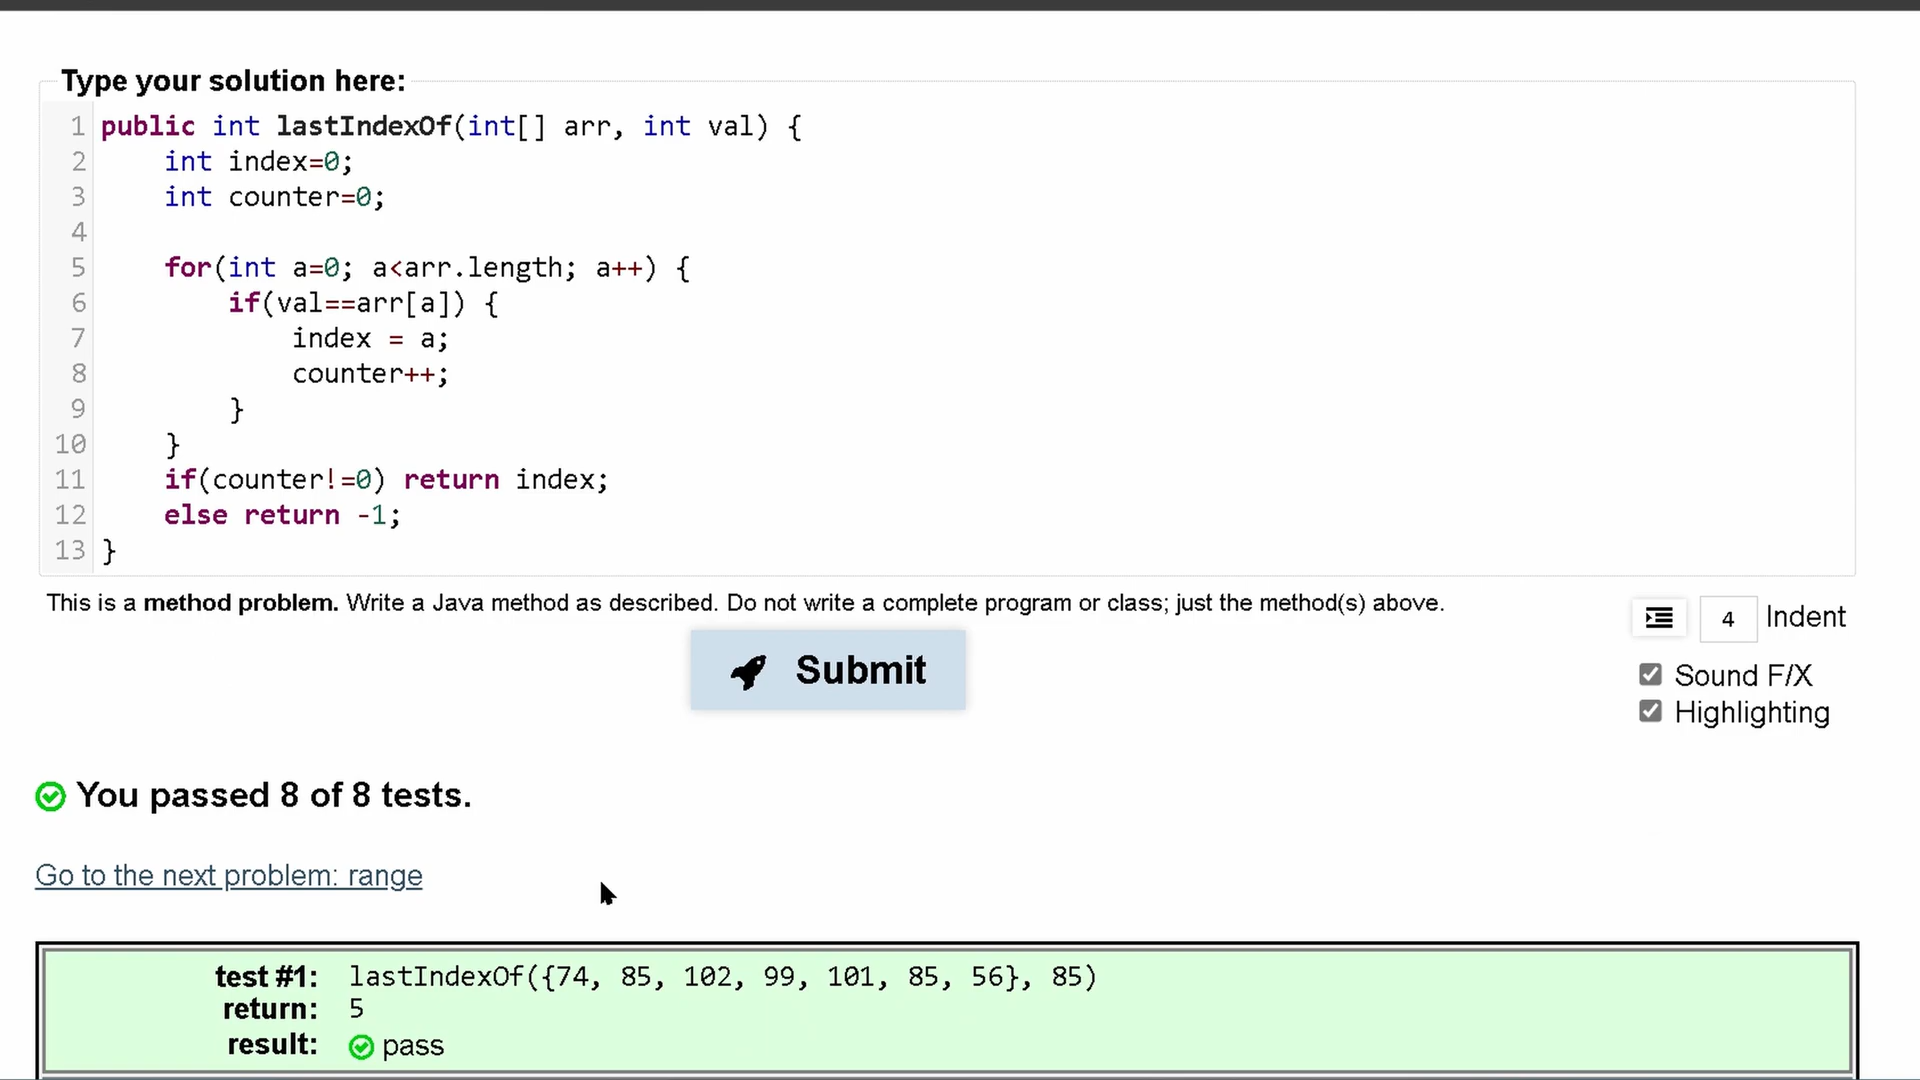 Type your solution here:
1 public int lastIndexOf(int[] arr, int val) {
2     int index=0;
3     int counter=0;
4
5     for(int a=0; a<arr.length; a++) {
6         if(val==arr[a]) {
7             index = a;
8             counter++;
9         }
10     }
11     if(counter!=0) return index;
12     else return -1;
13 }
This is a method problem. Write a Java method as described. Do not write a complete program or class; just the method(s) above.
4 Indent
Submit
Sound F/X
Highlighting
You passed 8 of 8 tests.
Go to the next problem: range
test #1: lastIndexOf({74, 85, 102, 99, 101, 85, 56}, 85)
return: 5
result: pass